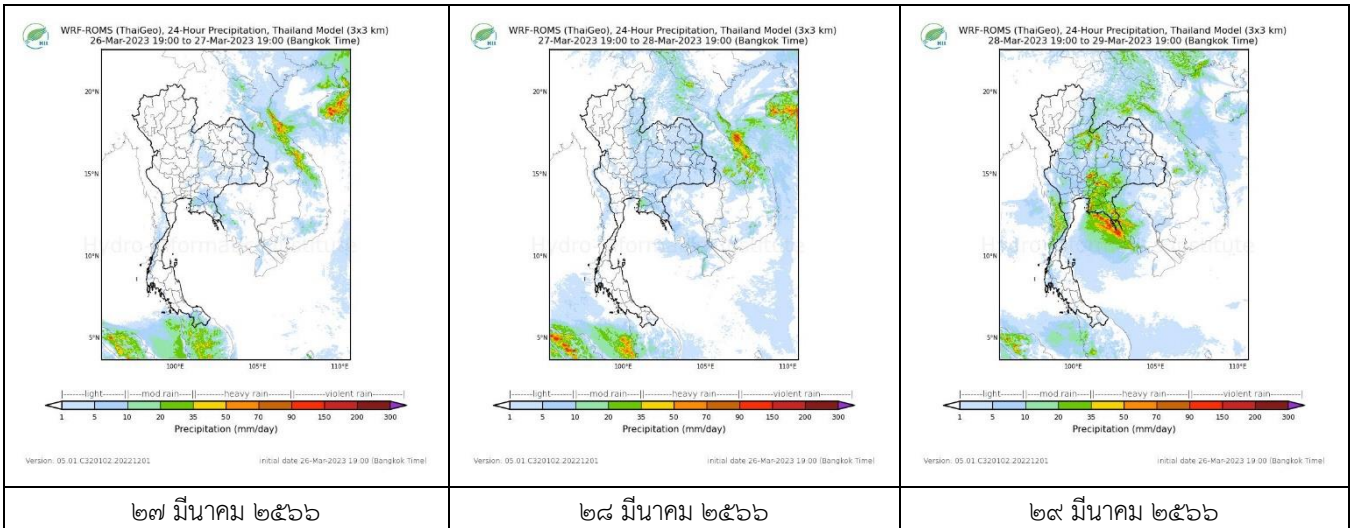 WRF-ROMS (ThaiGeo), 24-Hour Precipitation, Thailand Model (3x3 km)
26-Mar-2023 19:00 to 27-Mar-2023 19:00 (Bangkok Time)
20°N
15°N
10°N
5°N
100°E
105°E
110°E
Hydro Informatics Institute
light mod rain heavy rain violent rain
1 5 10 20 35 50 70 90 150 200 300
Precipitation (mm/day)
Version: 05.01.C320102.20221201 initial date 26-Mar-2023 19:00 (Bangkok Time)
๒๗ มีนาคม ๒๕๖๖
WRF-ROMS (ThaiGeo), 24-Hour Precipitation, Thailand Model (3x3 km)
27-Mar-2023 19:00 to 28-Mar-2023 19:00 (Bangkok Time)
20°N
15°N
10°N
5°N
100°E
105°E
110°E
Hydro Informatics Institute
light mod rain heavy rain violent rain
1 5 10 20 35 50 70 90 150 200 300
Precipitation (mm/day)
Version: 05.01.C320102.20221201 initial date 26-Mar-2023 19:00 (Bangkok Time)
๒๘ มีนาคม ๒๕๖๖
WRF-ROMS (ThaiGeo), 24-Hour Precipitation, Thailand Model (3x3 km)
28-Mar-2023 19:00 to 29-Mar-2023 19:00 (Bangkok Time)
20°N
15°N
10°N
5°N
100°E
105°E
110°E
Hydro Informatics Institute
light mod rain heavy rain violent rain
1 5 10 20 35 50 70 90 150 200 300
Precipitation (mm/day)
Version: 05.01.C320102.20221201 initial date 26-Mar-2023 19:00 (Bangkok Time)
๒๙ มีนาคม ๒๕๖๖